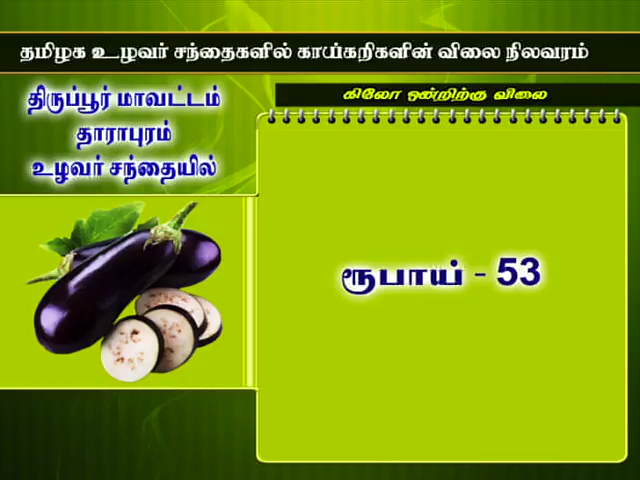 தமிழக உழவர் சந்தைகளில் காய்கறிகளின் விலை நிலவரம்
திருப்பூர் மாவட்டம்
தாராபுரம்
உழவர் சந்தையில்
கிலோ ஒன்றிற்கு விலை
ரூபாய் - 53